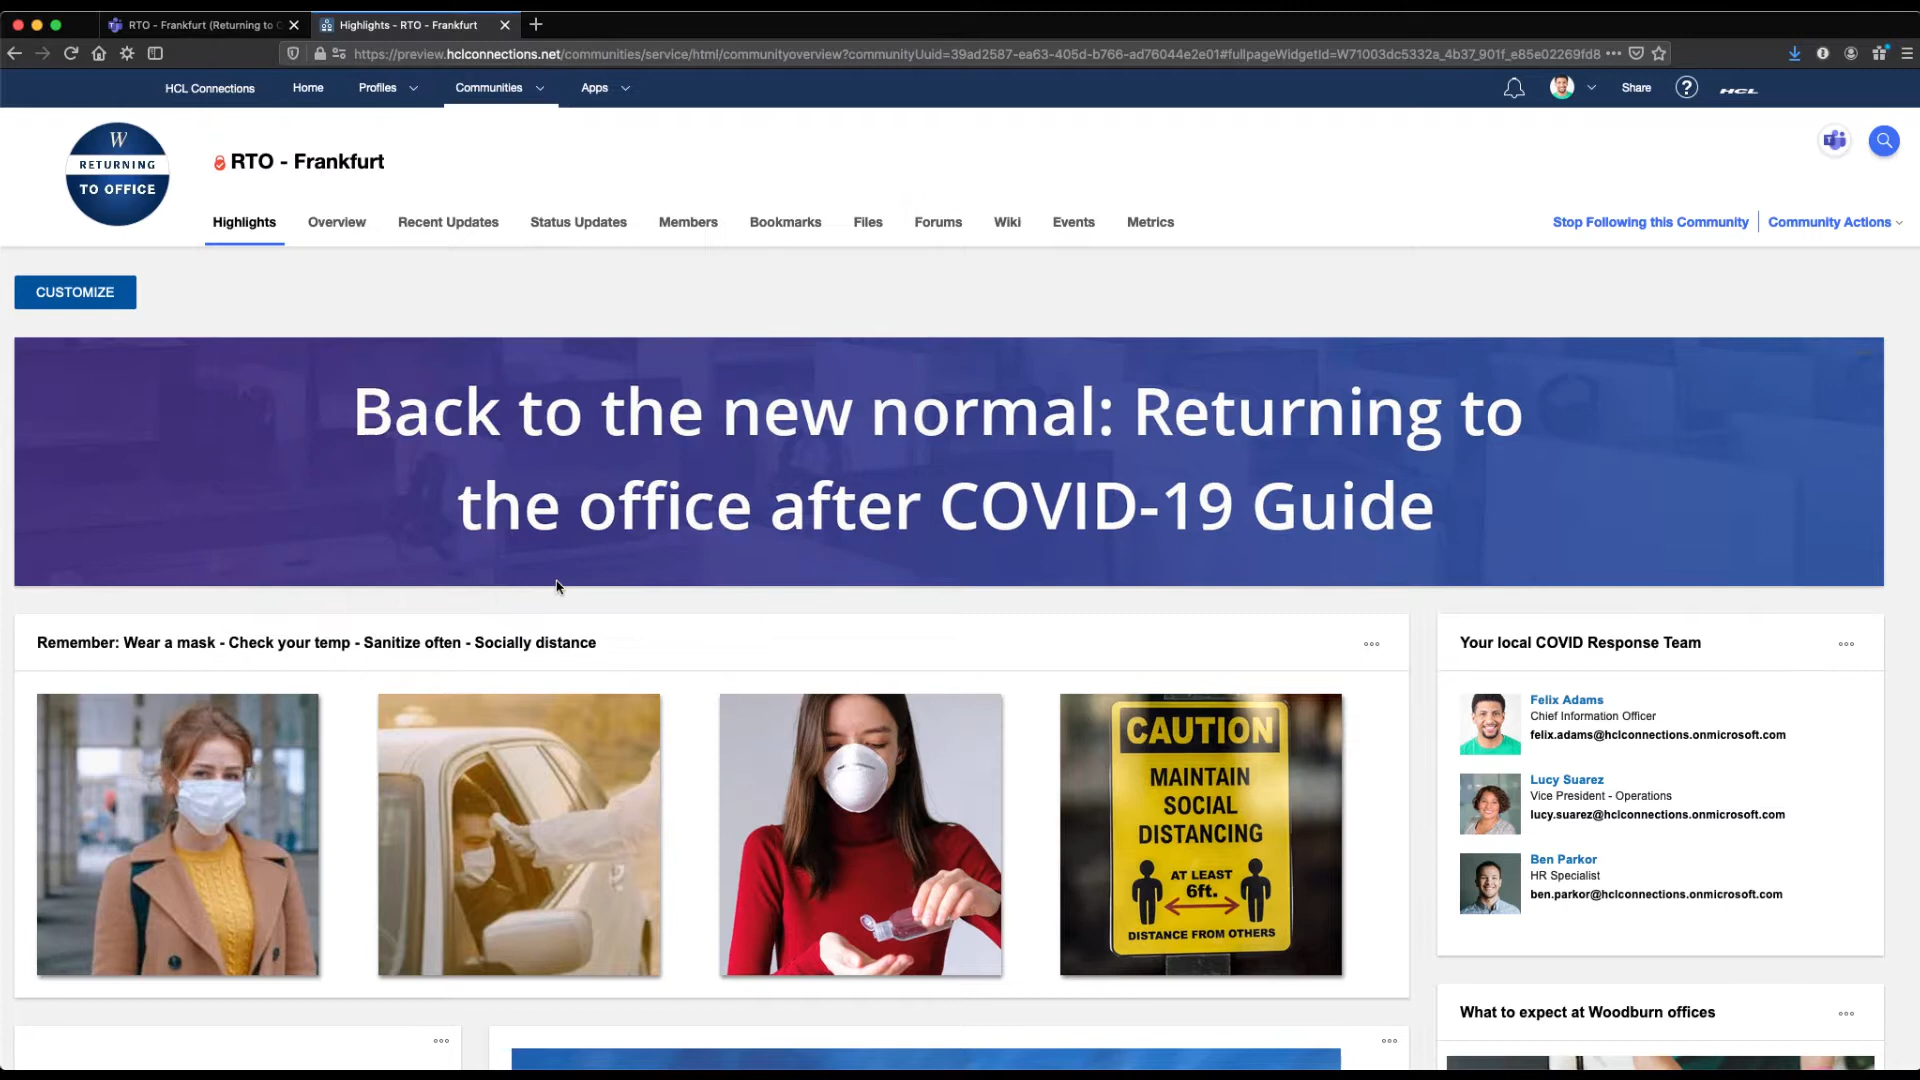 RTO - Frankfurt (Returning to
Highlights - RTO - Frankfurt
https://preview.hclconnections.net/communities/service/html/communityoverview?communityUuid=39ad2587-ea63-405d-b766-ad76044e2e01#fullpageWidgetId=W71003dc5332a_4b37_901f_e85e02269fd8
HCL Connections
Home
Profiles
Communities
Apps
Share
?
HCL
W
RETURNING
TO OFFICE
RTO - Frankfurt
Highlights
Overview
Recent Updates
Status Updates
Members
Bookmarks
Files
Forums
Wiki
Events
Metrics
Stop Following this Community
Community Actions
CUSTOMIZE
Back to the new normal: Returning to
the office after COVID-19 Guide
Remember: Wear a mask - Check your temp - Sanitize often - Socially distance
CAUTION
MAINTAIN
SOCIAL
DISTANCING
AT LEAST
6ft.
DISTANCE FROM OTHERS
Your local COVID Response Team
Felix Adams
Chief Information Officer
felix.adams@hclconnections.onmicrosoft.com
Lucy Suarez
Vice President - Operations
lucy.suarez@hclconnections.onmicrosoft.com
Ben Parkor
HR Specialist
ben.parkor@hclconnections.onmicrosoft.com
What to expect at Woodburn offices